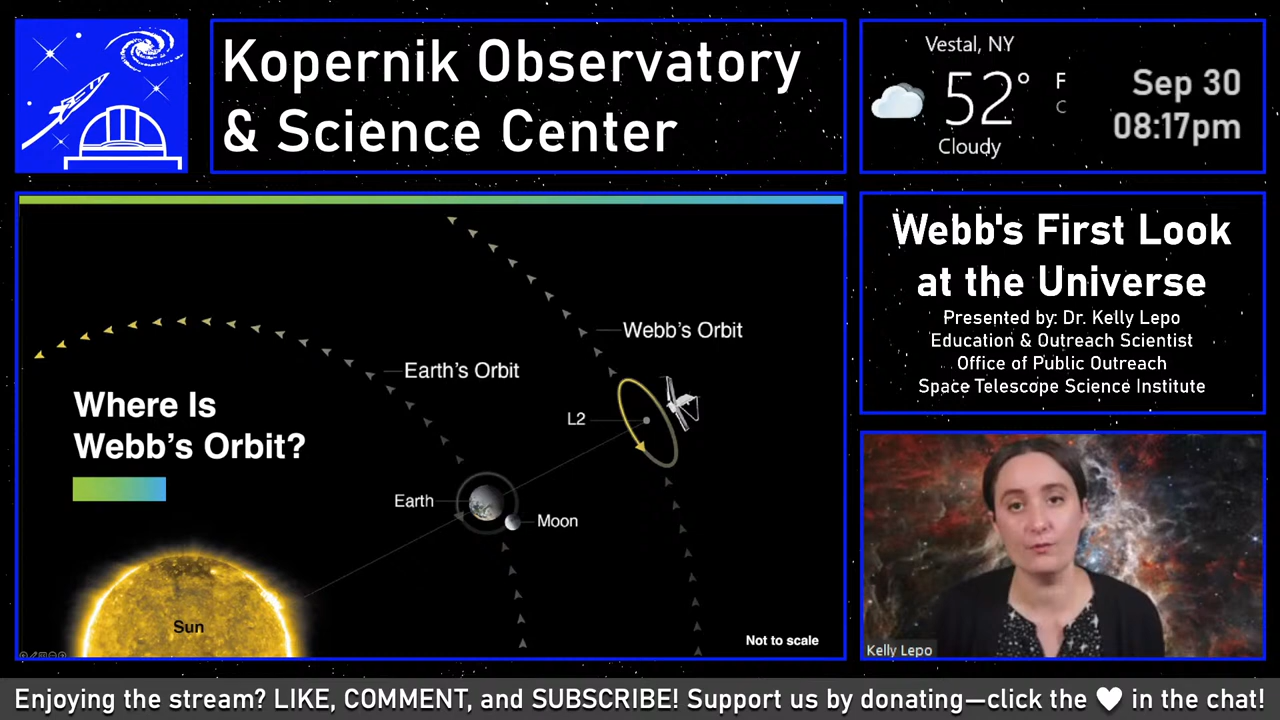 Kopernik Observatory
& Science Center
Vestal, NY
52° F
C
Cloudy
Sep 30
08:17pm
Webb's Orbit
Earth's Orbit
Where Is
Webb's Orbit?
L2
Earth
Moon
Sun
Not to scale
Webb's First Look
at the Universe
Presented by: Dr. Kelly Lepo
Education & Outreach Scientist
Office of Public Outreach
Space Telescope Science Institute
Kelly Lepo
Enjoying the stream? LIKE, COMMENT, and SUBSCRIBE! Support us by donating—click the ♥ in the chat!